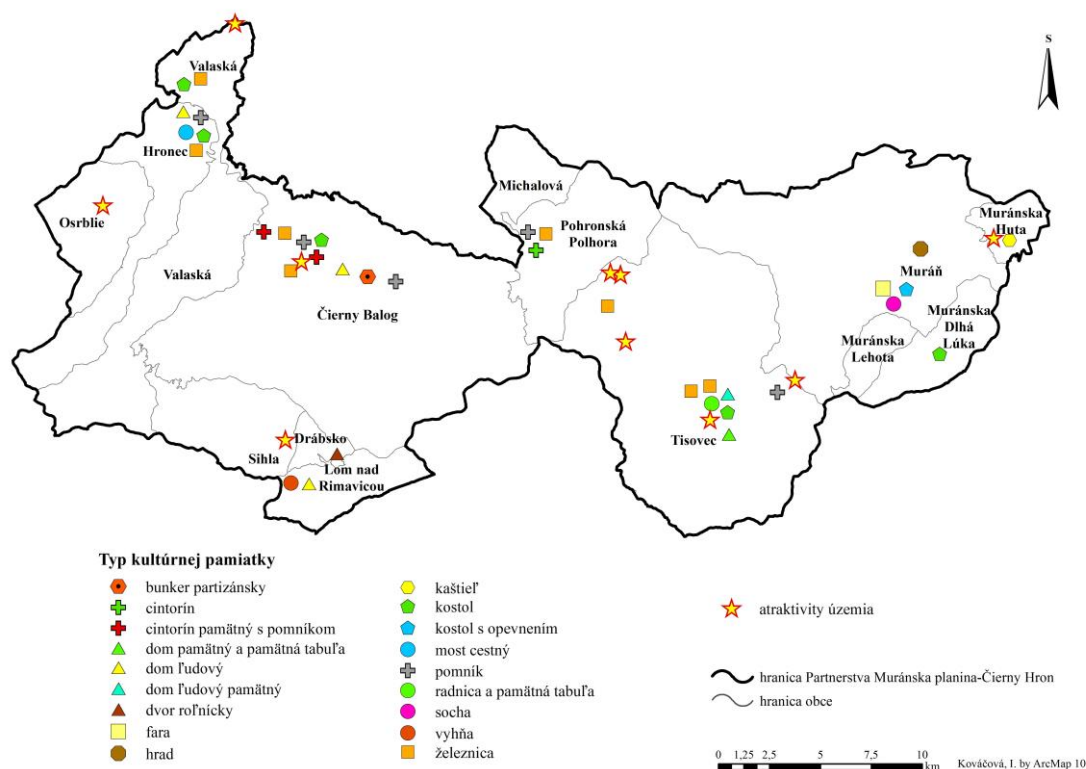 S
Valaská
Hronec
Osrblie
Valaská
Čierny Balog
Michalová
Pohronská
Polhora
Muránska
Huta
Muráň
Muránska
Dlhá
Lúka
Muránska
Lehota
Tisovec
Drábsko
Sihla
Lom nad
Rimavicou
Typ kultúrnej pamiatky
bunker partizánsky
cintorín
cintorín pamätný s pomníkom
dom pamätný a pamätná tabuľa
dom ľudový
dom ľudový pamätný
dvor roľnícky
fara
hrad
kaštieľ
kostol
kostol s opevnením
most cestný
pomník
radnica a pamätná tabuľa
socha
vyhňa
železnica
atraktivity územia
hranica Partnerstva Muránska planina-Čierny Hron
hranica obce
0 1,25 2,5 5 7,5 10
km
Kováčová, I. by ArcMap 10